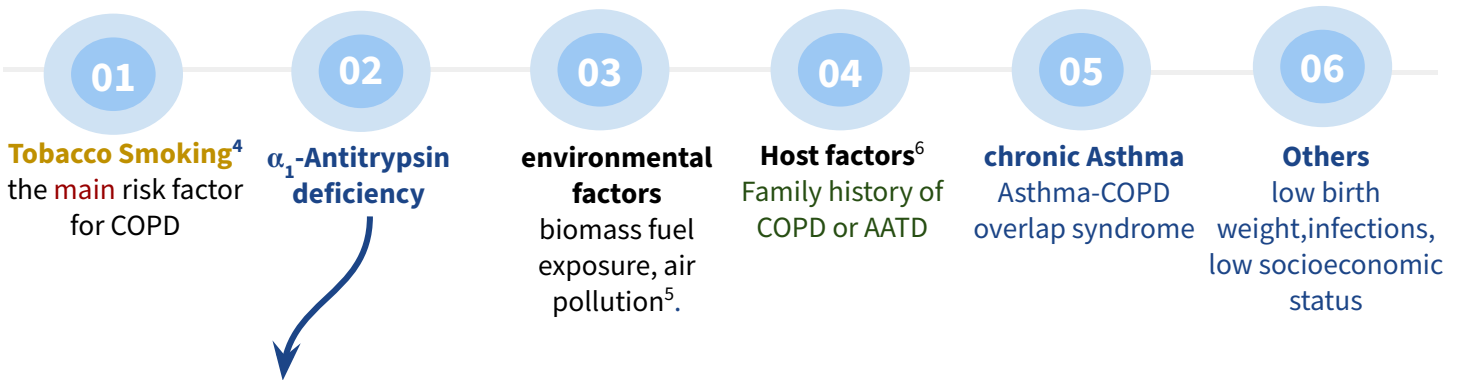 01
Tobacco Smoking⁴
the main risk factor
for COPD
02
α₁-Antitrypsin
deficiency
03
environmental
factors
biomass fuel
exposure, air
pollution⁵.
04
Host factors⁶
Family history of
COPD or AATD
05
chronic Asthma
Asthma-COPD
overlap syndrome
06
Others
low birth
weight,infections,
low socioeconomic
status